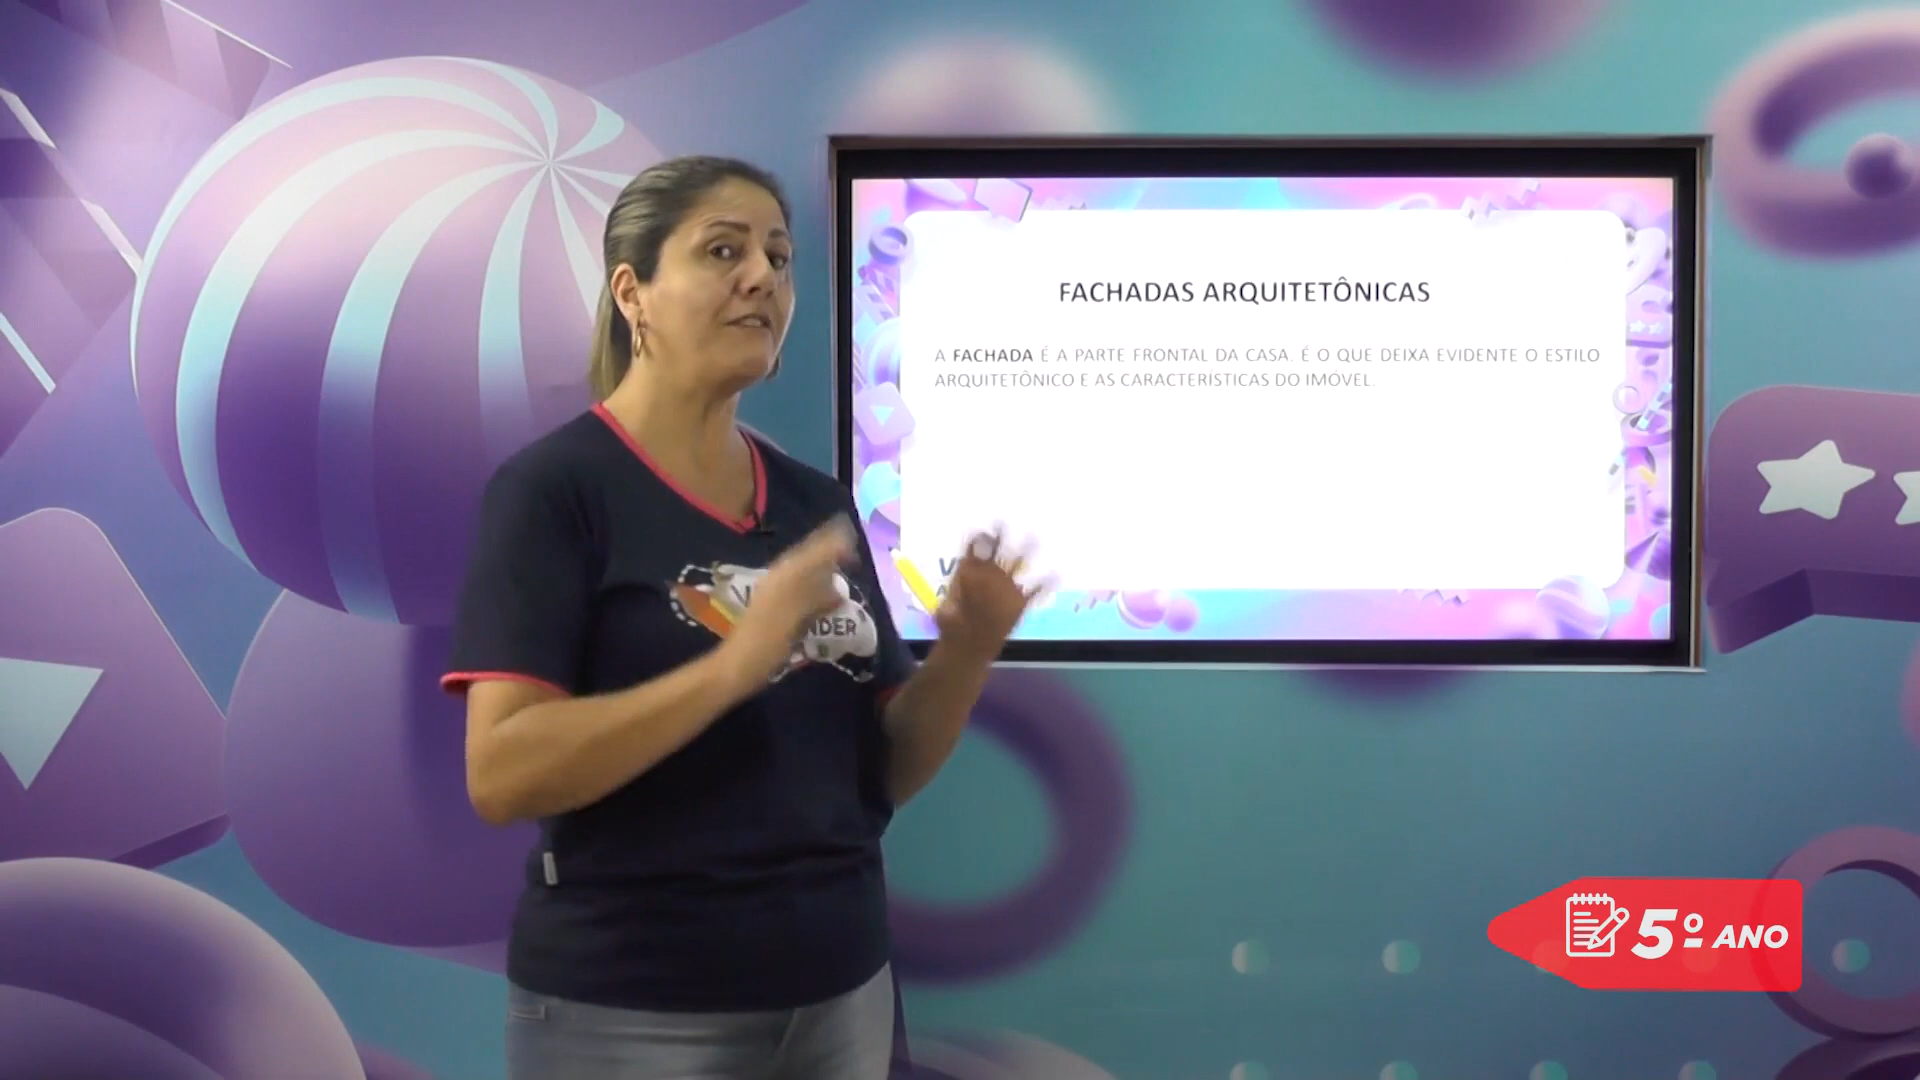 FACHADAS ARQUITETÔNICAS
A FACHADA É A PARTE FRONTAL DA CASA. É O QUE DEIXA EVIDENTE O ESTILO
ARQUITETÔNICO E AS CARACTERÍSTICAS DO IMÓVEL.
5º ANO